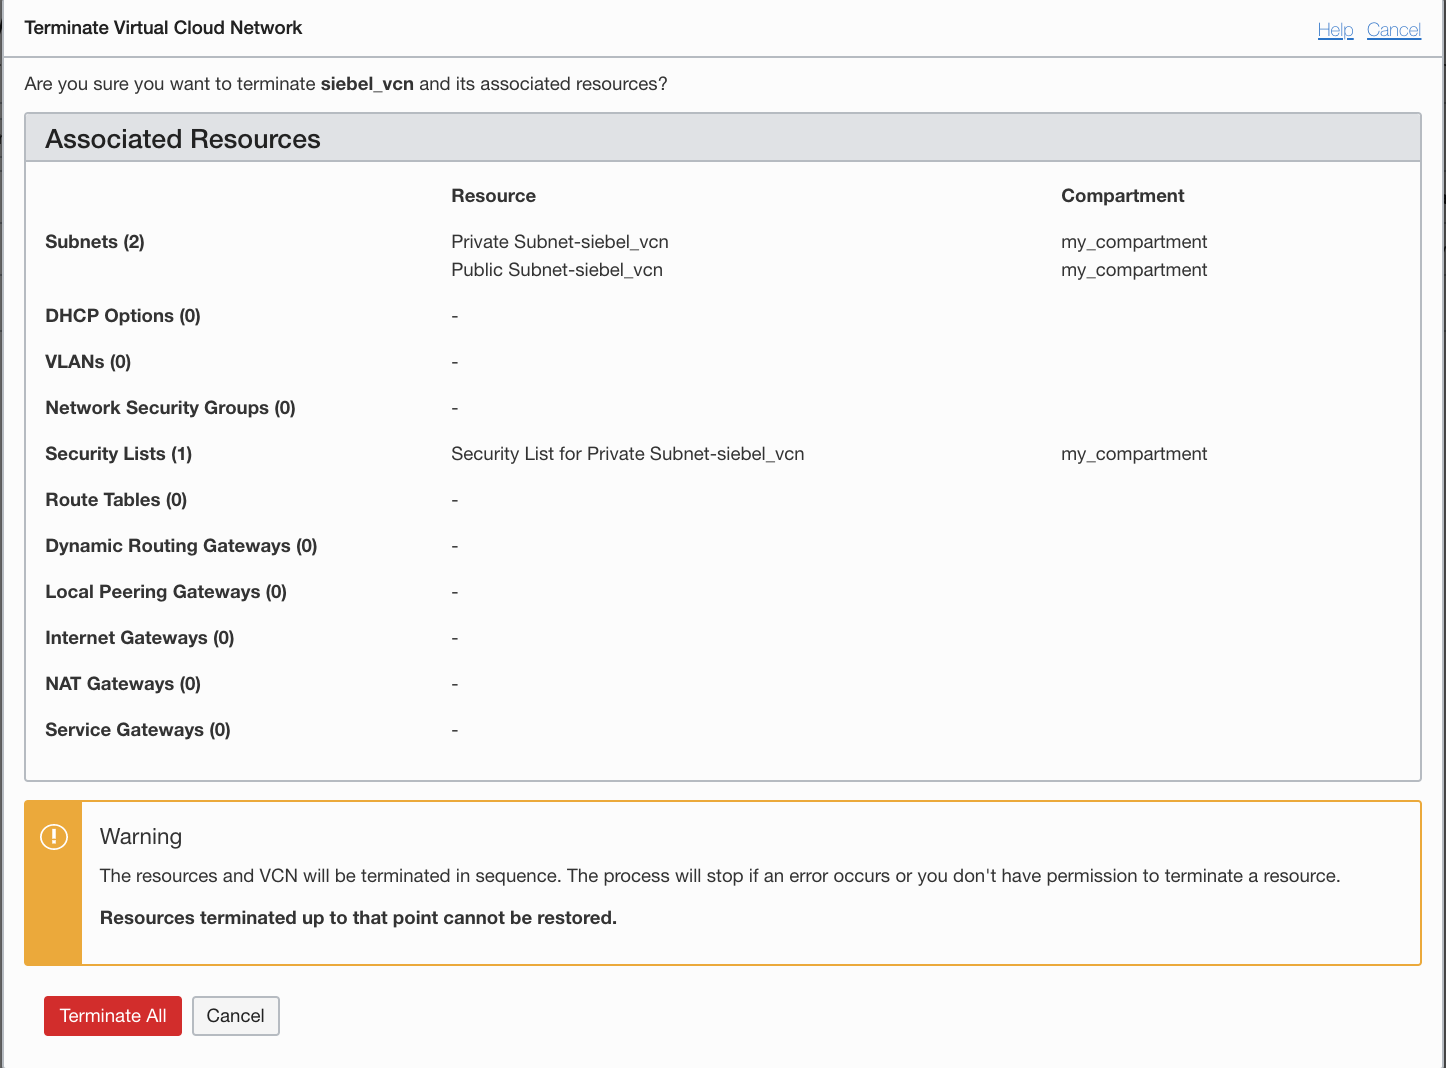 Terminate Virtual Cloud Network
Help Cancel
Are you sure you want to terminate siebel_vcn and its associated resources?
Associated Resources
Resource Compartment
Subnets (2) Private Subnet-siebel_vcn my_compartment
Public Subnet-siebel_vcn my_compartment
DHCP Options (0) -
VLANs (0) -
Network Security Groups (0) -
Security Lists (1) Security List for Private Subnet-siebel_vcn my_compartment
Route Tables (0) -
Dynamic Routing Gateways (0) -
Local Peering Gateways (0) -
Internet Gateways (0) -
NAT Gateways (0) -
Service Gateways (0) -
Warning
The resources and VCN will be terminated in sequence. The process will stop if an error occurs or you don't have permission to terminate a resource.
Resources terminated up to that point cannot be restored.
Terminate All Cancel